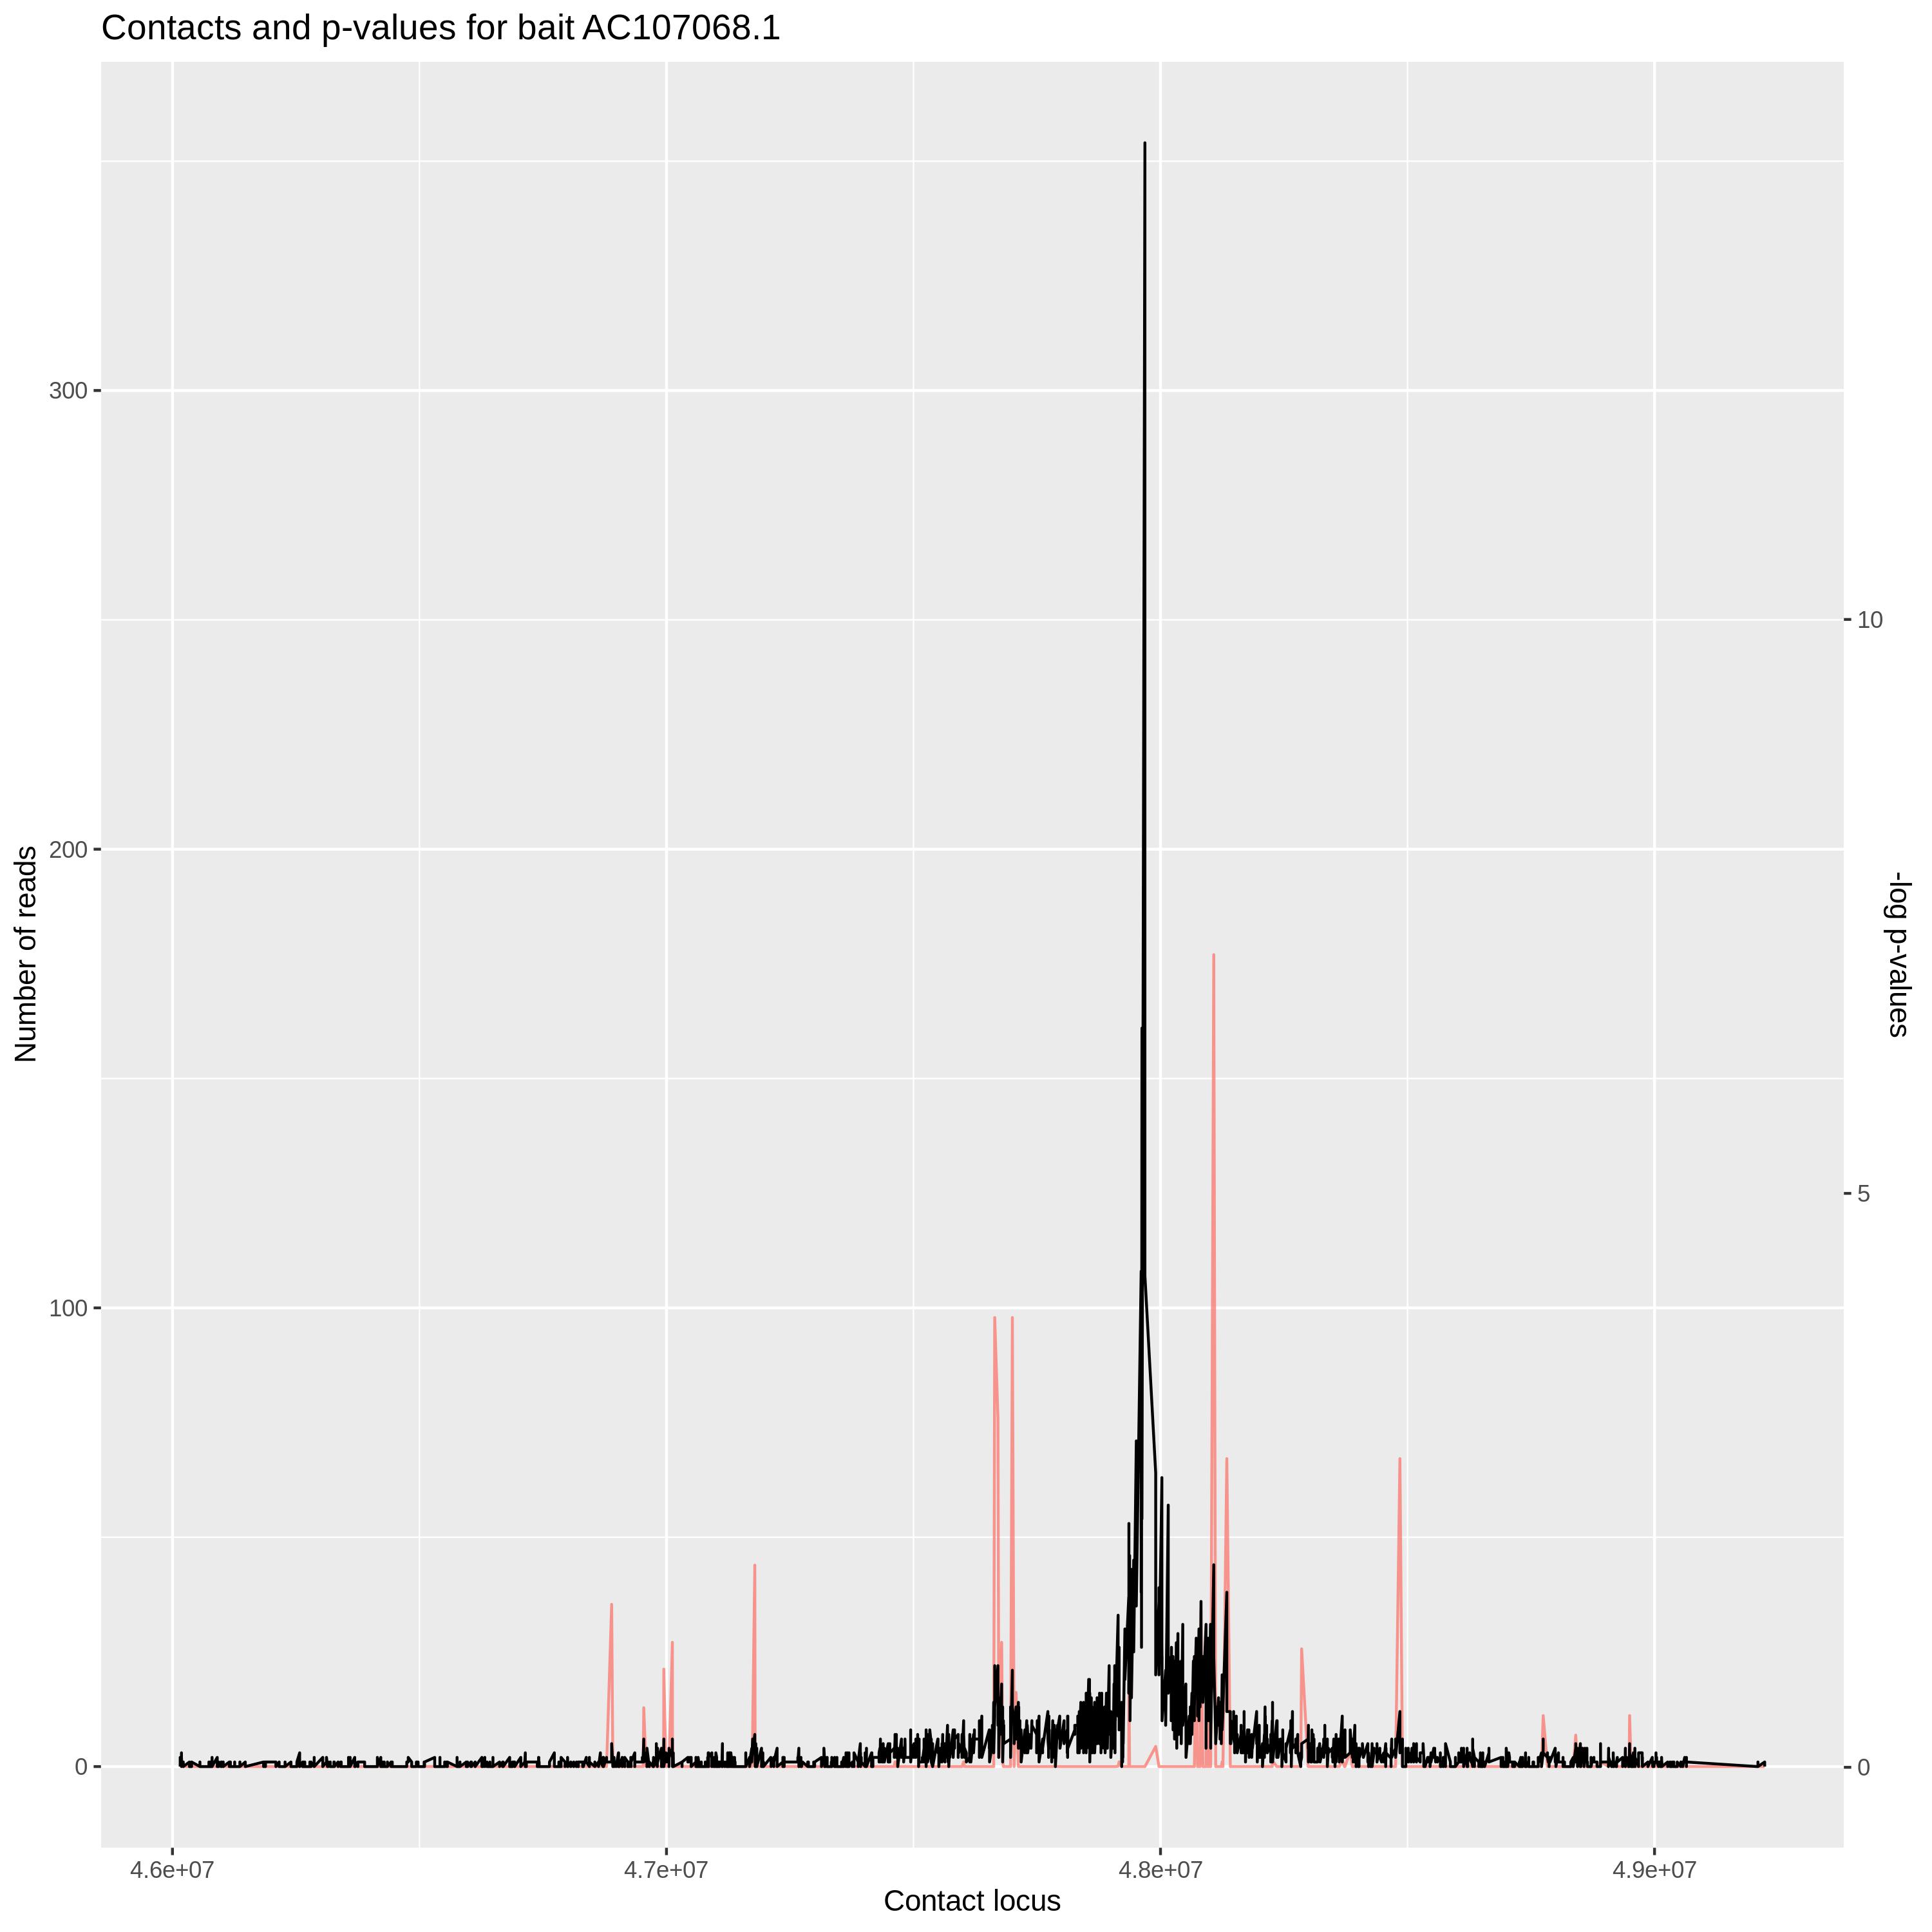 Contacts and p-values for bait AC107068.1
Number of reads
300
200
100
0
10
5
0
-log p-values
4.6e+07
4.7e+07
4.8e+07
4.9e+07
Contact locus